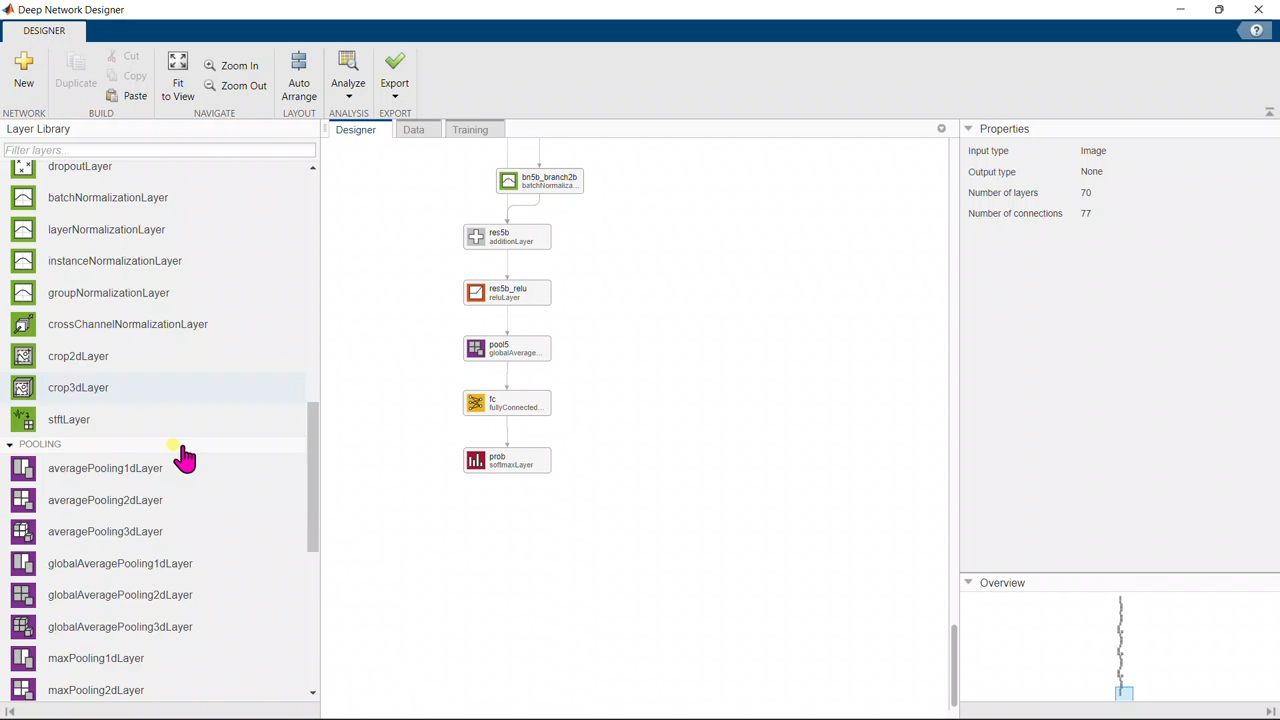 Deep Network Designer
DESIGNER
New
Duplicate
Cut
Copy
Paste
Fit
to View
Zoom In
Zoom Out
Auto
Arrange
Analyze
Export
NETWORK
BUILD
NAVIGATE
LAYOUT
ANALYSIS
EXPORT
Layer Library
Filter layers...
dropoutLayer
batchNormalizationLayer
layerNormalizationLayer
instanceNormalizationLayer
groupNormalizationLayer
crossChannelNormalizationLayer
crop2dLayer
crop3dLayer
stftLayer
POOLING
averagePooling1dLayer
averagePooling2dLayer
averagePooling3dLayer
globalAveragePooling1dLayer
globalAveragePooling2dLayer
globalAveragePooling3dLayer
maxPooling1dLayer
maxPooling2dLayer
Designer
Data
Training
bn5b_branch2b
batchNormaliza...
res5b
additionLayer
res5b_relu
reluLayer
pool5
globalAverage...
fc
fullyConnected...
prob
softmaxLayer
Properties
Input type Image
Output type None
Number of layers 70
Number of connections 77
Overview